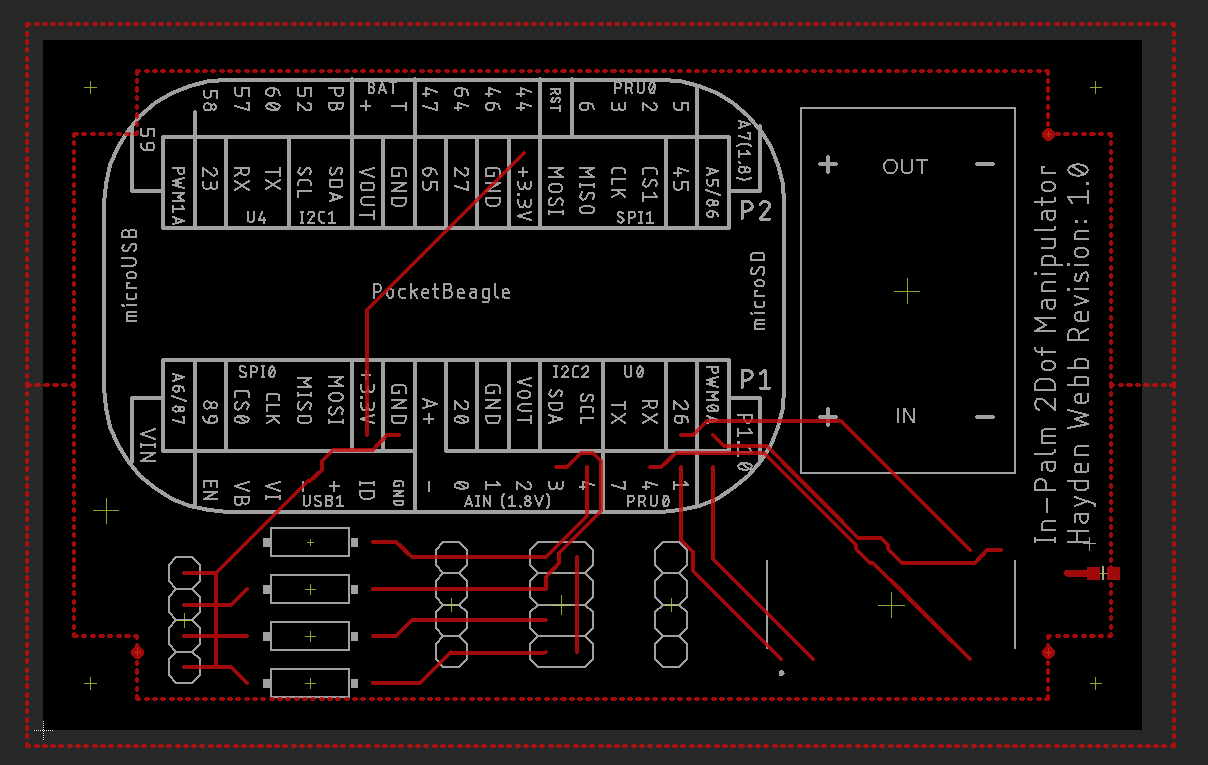 BAT PRU0
58 57 60 52 PB + T 47 64 46 44 RST 6 3 2 5
59 A7(1.8)
PWM1A 23 RX TX SCL SDA VOUT GND 65 27 GND +3.3V MOSI MISO CLK CS1 45 A5/86
U4 I2C1 SPI1
P2
microUSB
PocketBeagle
microSD
SPI0 I2C2 U0
P1
A6/87 89 CS0 CLK MISO MOSI +3.3V GND A+ 20 GND VOUT SDA SCL TX RX 26 PWM0A
VIN
EN VB VI - + ID GND - 0 1 2 3 4 7 4 1
USB1 AIN (1.8V) PRU0
+ OUT -
+ IN -
In-Palm 2Dof Manipulator
Hayden Webb Revision: 1.0